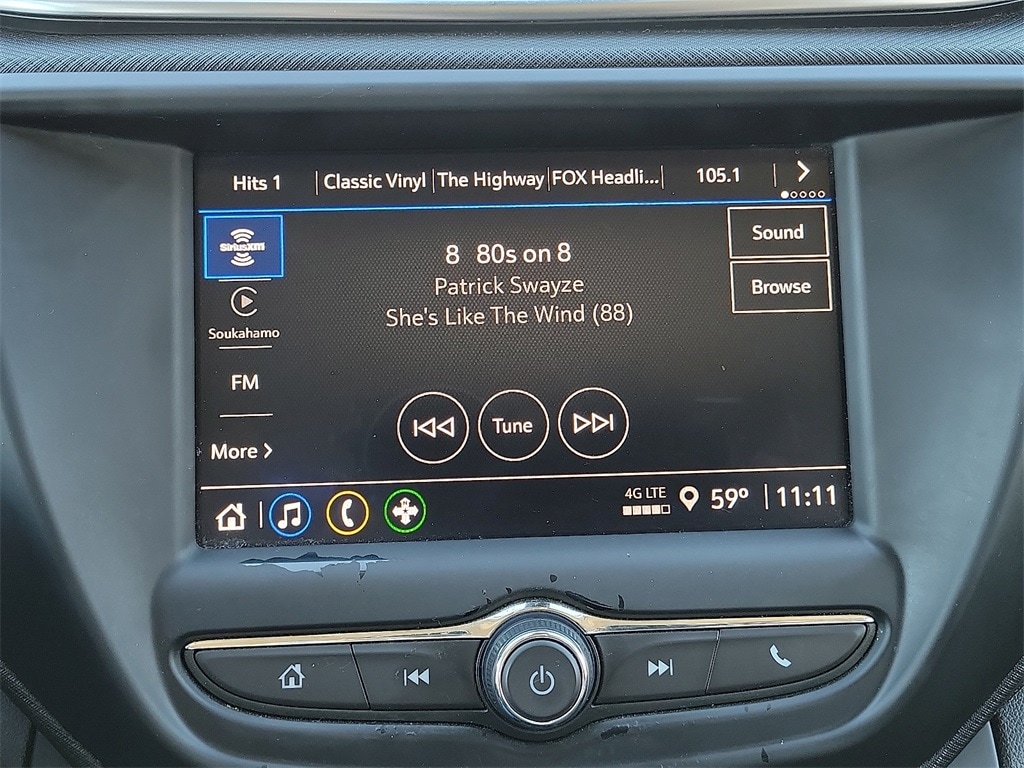 Hits 1 Classic Vinyl The Highway FOX Headli... 105.1
SiriusXM
Soukahamo
FM
More
8 80s on 8
Patrick Swayze
She's Like The Wind (88)
Sound
Browse
Tune
4G LTE 59° 11:11